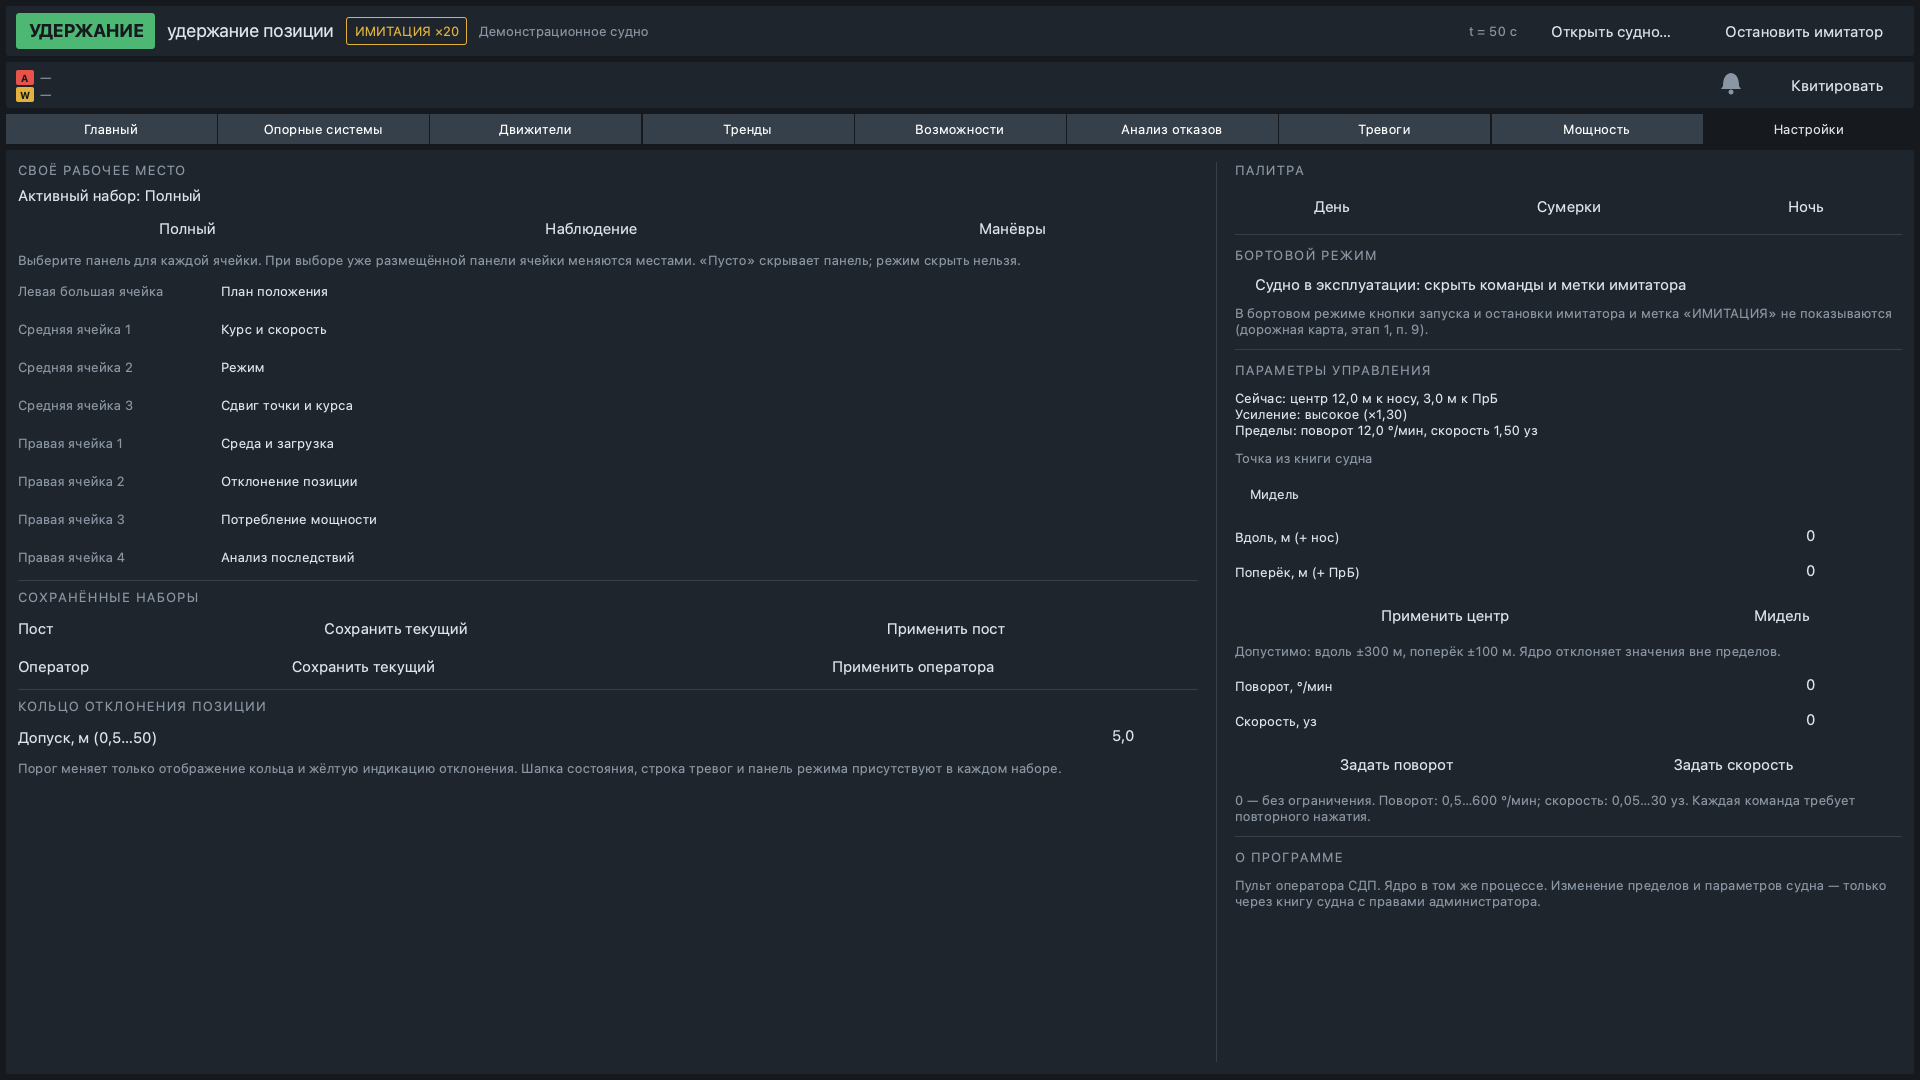 УДЕРЖАНИЕ удержание позиции ИМИТАЦИЯ ×20 Демонстрационное судно t = 50 с Открыть судно... Остановить имитатор
A —
W —
Квитировать
Главный Опорные системы Движители Тренды Возможности Анализ отказов Тревоги Мощность Настройки
СВОЁ РАБОЧЕЕ МЕСТО
Активный набор: Полный
Полный Наблюдение Манёвры
Выберите панель для каждой ячейки. При выборе уже размещённой панели ячейки меняются местами. «Пусто» скрывает панель; режим скрыть нельзя.
Левая большая ячейка План положения
Средняя ячейка 1 Курс и скорость
Средняя ячейка 2 Режим
Средняя ячейка 3 Сдвиг точки и курса
Правая ячейка 1 Среда и загрузка
Правая ячейка 2 Отклонение позиции
Правая ячейка 3 Потребление мощности
Правая ячейка 4 Анализ последствий
СОХРАНЁННЫЕ НАБОРЫ
Пост Сохранить текущий Применить пост
Оператор Сохранить текущий Применить оператора
КОЛЬЦО ОТКЛОНЕНИЯ ПОЗИЦИИ
Допуск, м (0,5...50) 5,0
Порог меняет только отображение кольца и жёлтую индикацию отклонения. Шапка состояния, строка тревог и панель режима присутствуют в каждом наборе.
ПАЛИТРА
День Сумерки Ночь
БОРТОВОЙ РЕЖИМ
Судно в эксплуатации: скрыть команды и метки имитатора
В бортовом режиме кнопки запуска и остановки имитатора и метка «ИМИТАЦИЯ» не показываются
(дорожная карта, этап 1, п. 9).
ПАРАМЕТРЫ УПРАВЛЕНИЯ
Сейчас: центр 12,0 м к носу, 3,0 м к ПрБ
Усиление: высокое (×1,30)
Пределы: поворот 12,0 °/мин, скорость 1,50 уз
Точка из книги судна
Мидель
Вдоль, м (+ нос) 0
Поперёк, м (+ ПрБ) 0
Применить центр Мидель
Допустимо: вдоль ±300 м, поперёк ±100 м. Ядро отклоняет значения вне пределов.
Поворот, °/мин 0
Скорость, уз 0
Задать поворот Задать скорость
0 — без ограничения. Поворот: 0,5...600 °/мин; скорость: 0,05...30 уз. Каждая команда требует
повторного нажатия.
О ПРОГРАММЕ
Пульт оператора СДП. Ядро в том же процессе. Изменение пределов и параметров судна — только
через книгу судна с правами администратора.